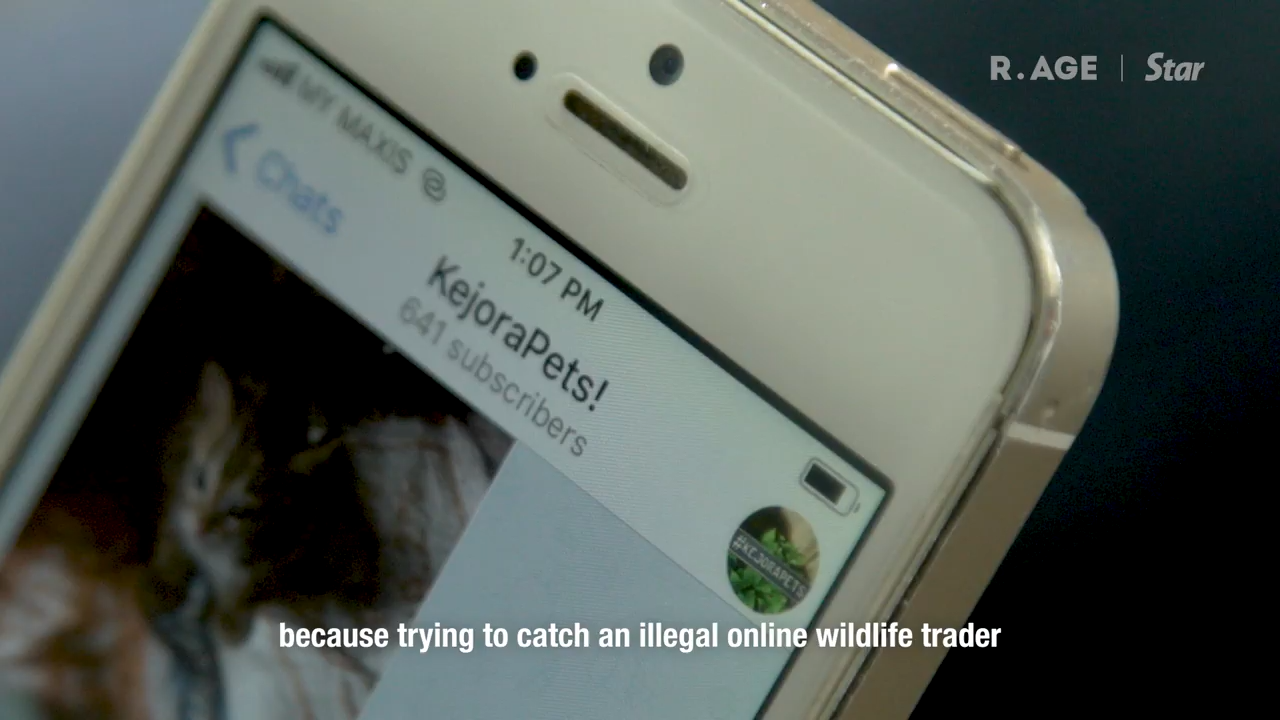 R.AGE | Star
MY MAXIS
Chats
1:07 PM
KejoraPets!
641 subscribers
#KEJORAPETS
because trying to catch an illegal online wildlife trader